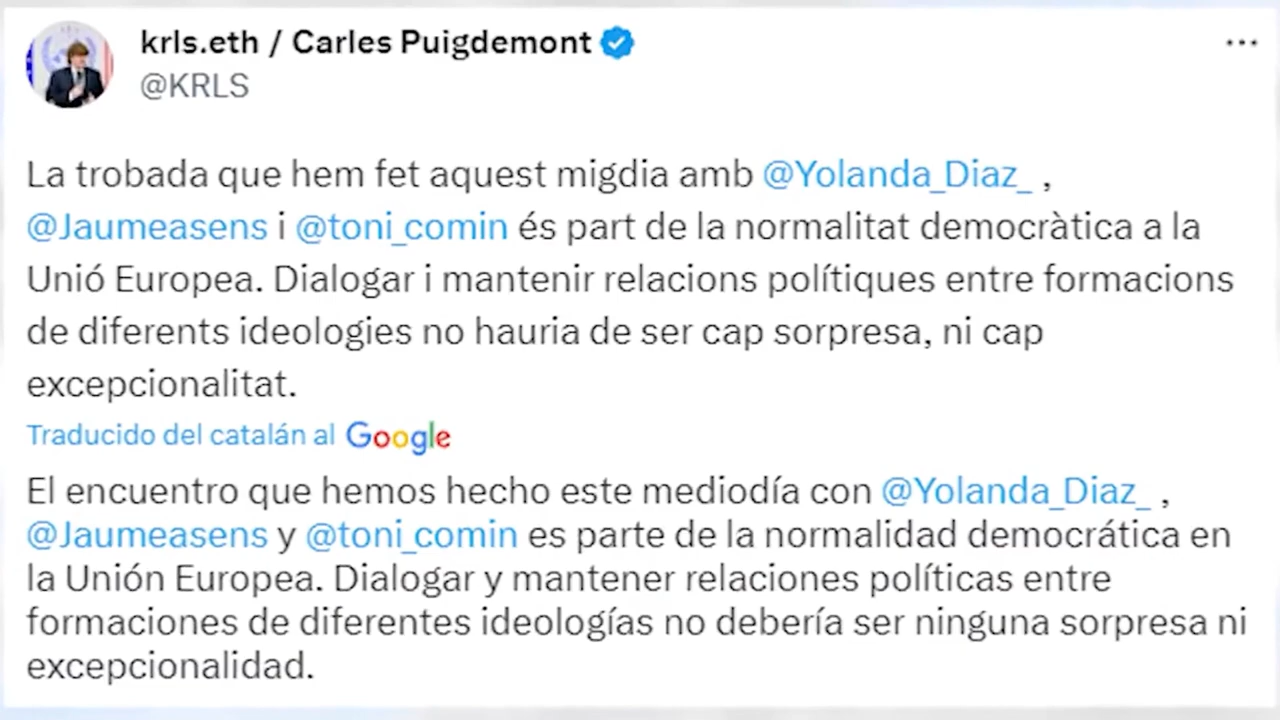 krls.eth / Carles Puigdemont
@KRLS
La trobada que hem fet aquest migdia amb @Yolanda_Diaz_ ,
@Jaumeasens i @toni_comin és part de la normalitat democràtica a la
Unió Europea. Dialogar i mantenir relacions polítiques entre formacions
de diferents ideologies no hauria de ser cap sorpresa, ni cap
excepcionalitat.
Traducido del catalán al Google
El encuentro que hemos hecho este mediodía con @Yolanda_Diaz_ ,
@Jaumeasens y @toni_comin es parte de la normalidad democrática en
la Unión Europea. Dialogar y mantener relaciones políticas entre
formaciones de diferentes ideologías no debería ser ninguna sorpresa ni
excepcionalidad.